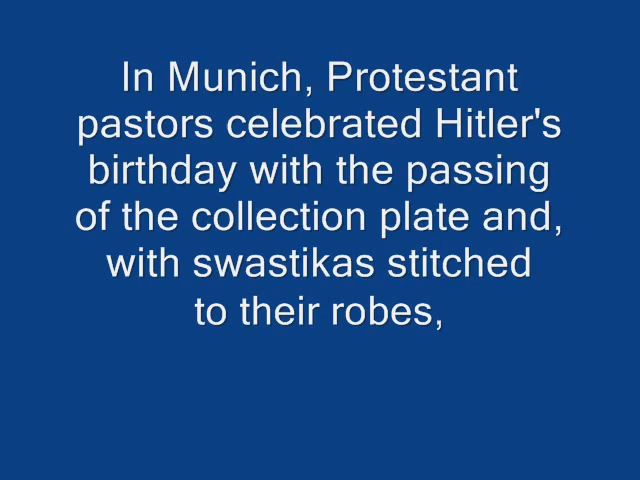 In Munich, Protestant
pastors celebrated Hitler's
birthday with the passing
of the collection plate and,
with swastikas stitched
to their robes,